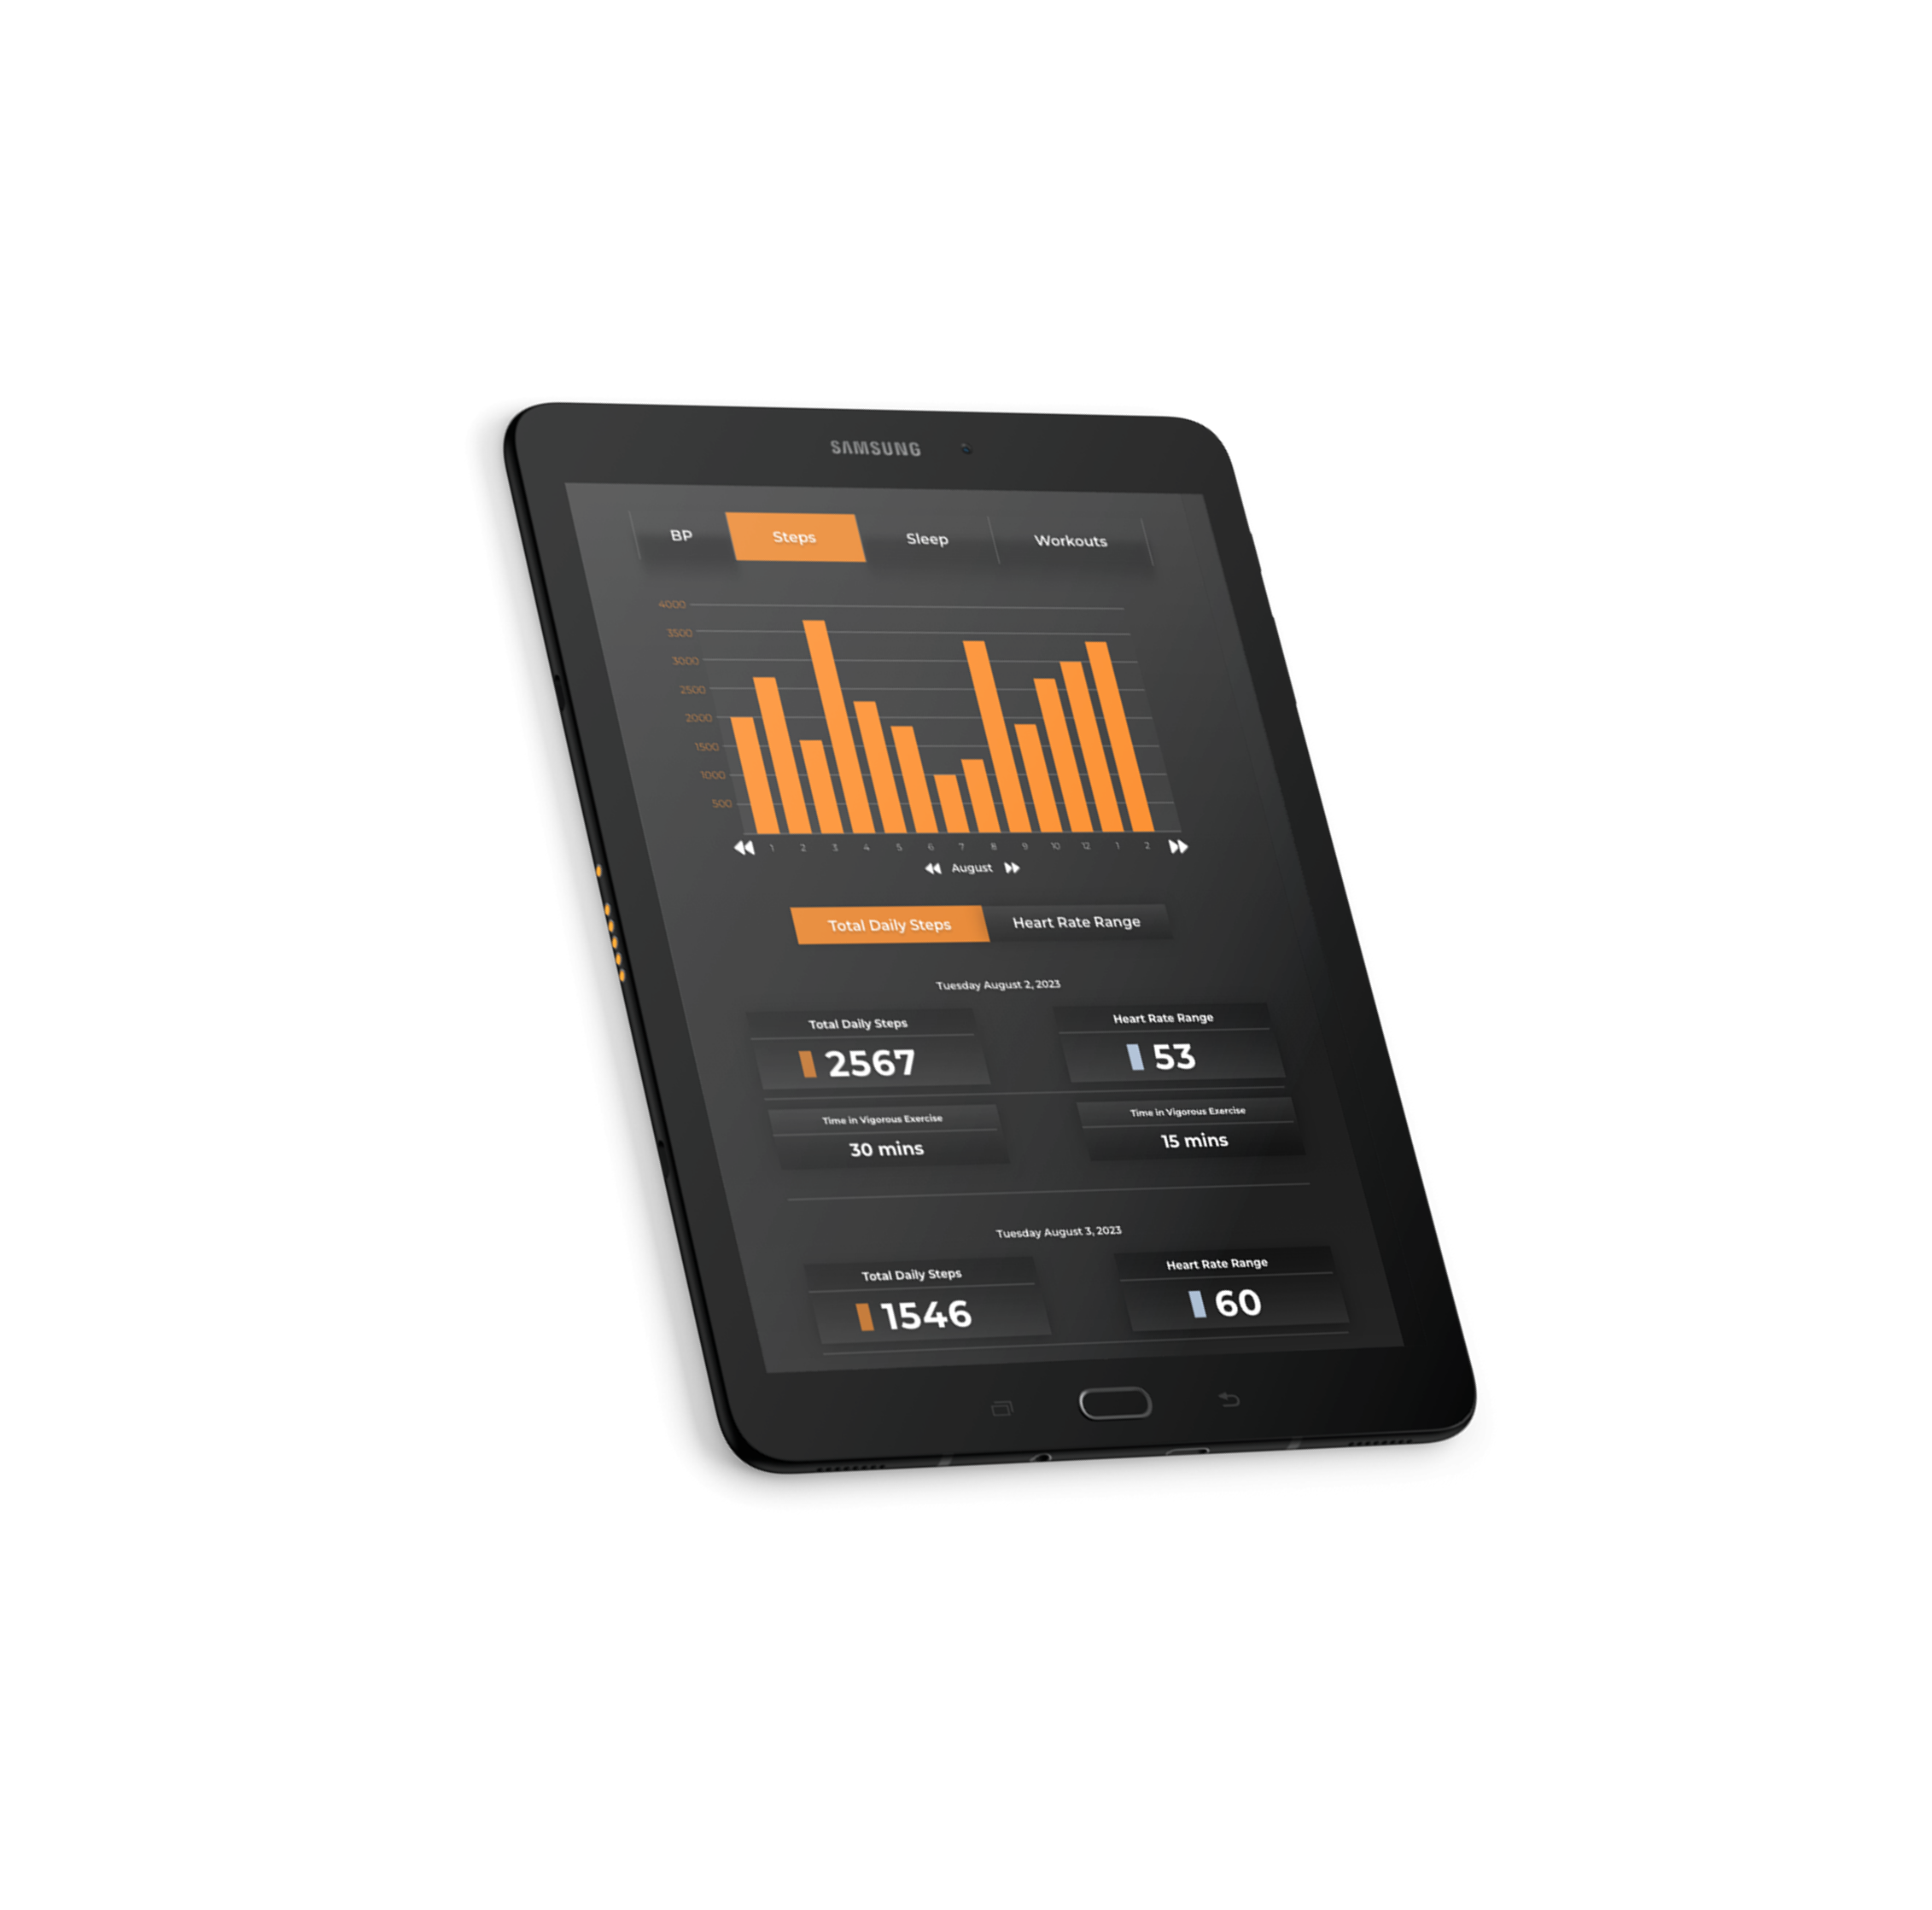 SAMSUNG
BP Steps Sleep Workouts
4000
3500
3000
2500
2000
1500
1000
500
1 2 3 4 5 6 7 8 9 10 12 1 2
August
Total Daily Steps Heart Rate Range
Tuesday August 2, 2023
Total Daily Steps Heart Rate Range
2567 53
Time in Vigorous Exercise Time in Vigorous Exercise
30 mins 15 mins
Tuesday August 3, 2023
Total Daily Steps Heart Rate Range
1546 60